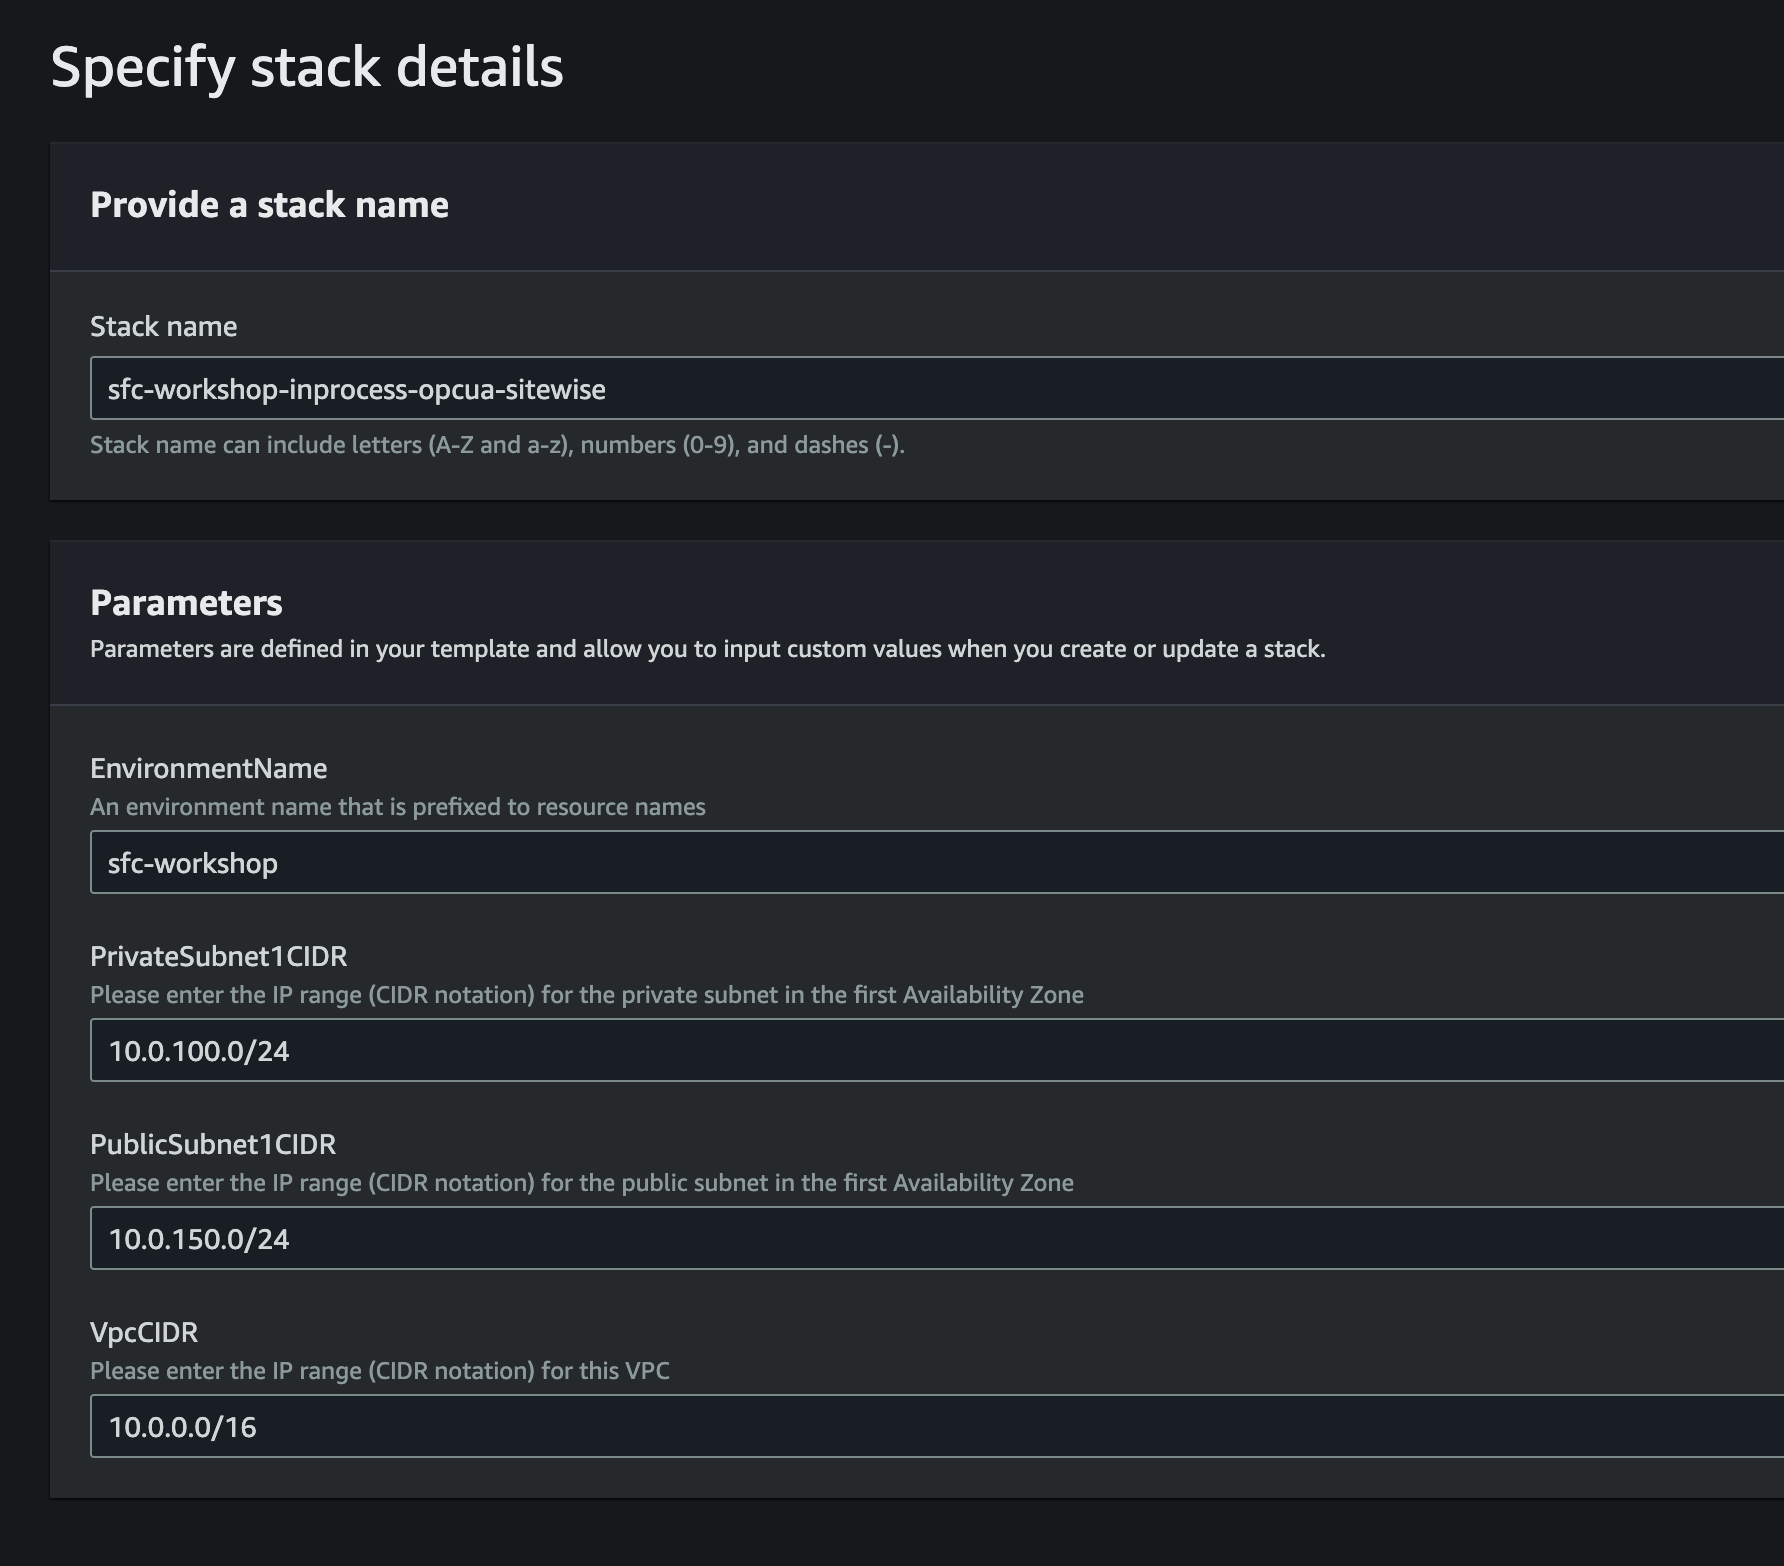 Specify stack details
Provide a stack name
Stack name
sfc-workshop-inprocess-opcua-sitewise
Stack name can include letters (A-Z and a-z), numbers (0-9), and dashes (-).
Parameters
Parameters are defined in your template and allow you to input custom values when you create or update a stack.
EnvironmentName
An environment name that is prefixed to resource names
sfc-workshop
PrivateSubnet1CIDR
Please enter the IP range (CIDR notation) for the private subnet in the first Availability Zone
10.0.100.0/24
PublicSubnet1CIDR
Please enter the IP range (CIDR notation) for the public subnet in the first Availability Zone
10.0.150.0/24
VpcCIDR
Please enter the IP range (CIDR notation) for this VPC
10.0.0.0/16